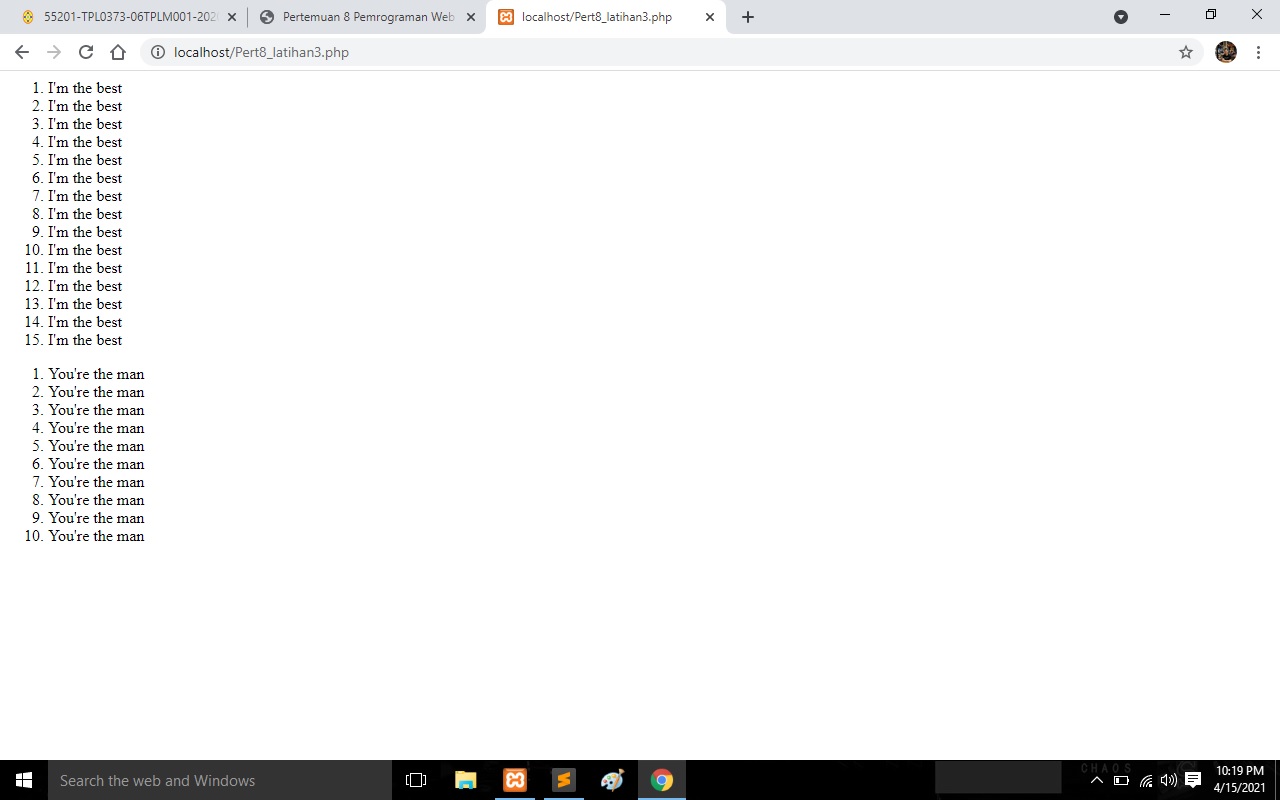 55201-TPL0373-06TPLM001-202
Pertemuan 8 Pemrograman Web
localhost/Pert8_latihan3.php
localhost/Pert8_latihan3.php
1. I'm the best
2. I'm the best
3. I'm the best
4. I'm the best
5. I'm the best
6. I'm the best
7. I'm the best
8. I'm the best
9. I'm the best
10. I'm the best
11. I'm the best
12. I'm the best
13. I'm the best
14. I'm the best
15. I'm the best
1. You're the man
2. You're the man
3. You're the man
4. You're the man
5. You're the man
6. You're the man
7. You're the man
8. You're the man
9. You're the man
10. You're the man
Search the web and Windows
CHAOS
10:19 PM
4/15/2021